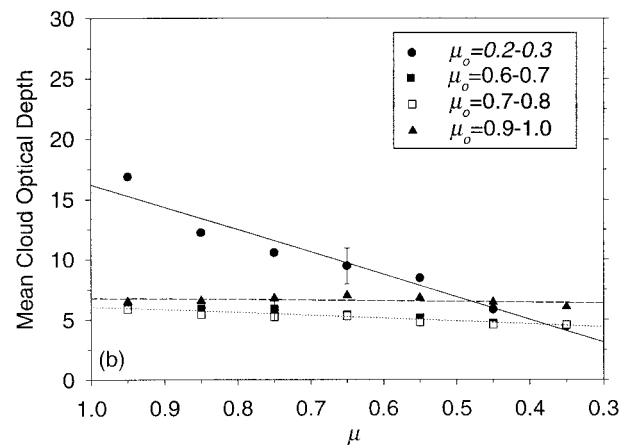 30
25
20
15
10
5
0
Mean Cloud Optical Depth
μo=0.2-0.3
μo=0.6-0.7
μo=0.7-0.8
μo=0.9-1.0
(b)
1.0 0.9 0.8 0.7 0.6 0.5 0.4 0.3
μ